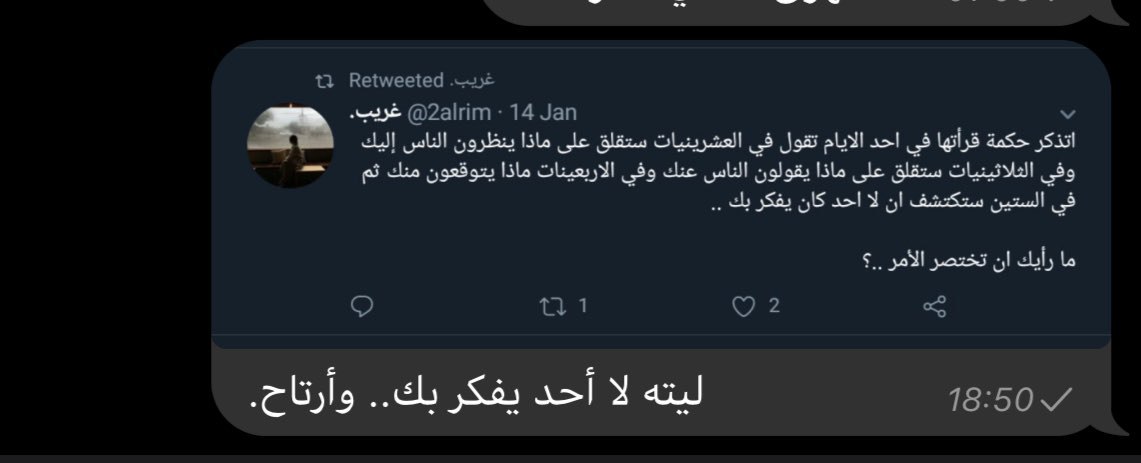 غريب. Retweeted
غريب. @2alrim · 14 Jan
اتذكر حكمة قرأتها في احد الايام تقول في العشرينيات ستقلق على ماذا ينظرون الناس إليك
وفي الثلاثينيات ستقلق على ماذا يقولون الناس عنك وفي الاربعينات ماذا يتوقعون منك ثم
في الستين ستكتشف ان لا احد كان يفكر بك ..
ما رأيك ان تختصر الأمر ..؟
1 2
ليته لا أحد يفكر بك.. وأرتاح.
18:50